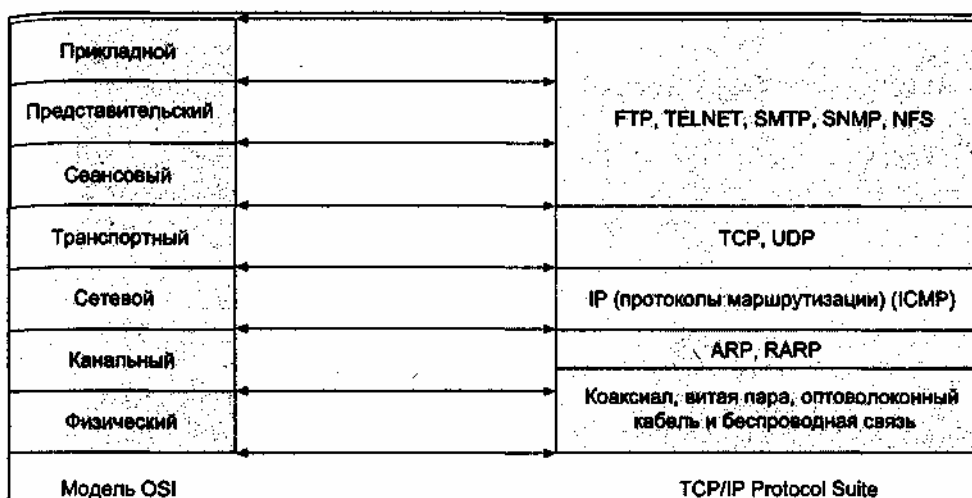 Прикладной
Представительский
Сеансовый
Транспортный
Сетевой
Канальный
Физический
Модель OSI
FTP, TELNET, SMTP, SNMP, NFS
TCP, UDP
IP (протоколы маршрутизации) (ICMP)
ARP, RARP
Коаксиал, витая пара, оптоволоконный
кабель и беспроводная связь
TCP/IP Protocol Suite